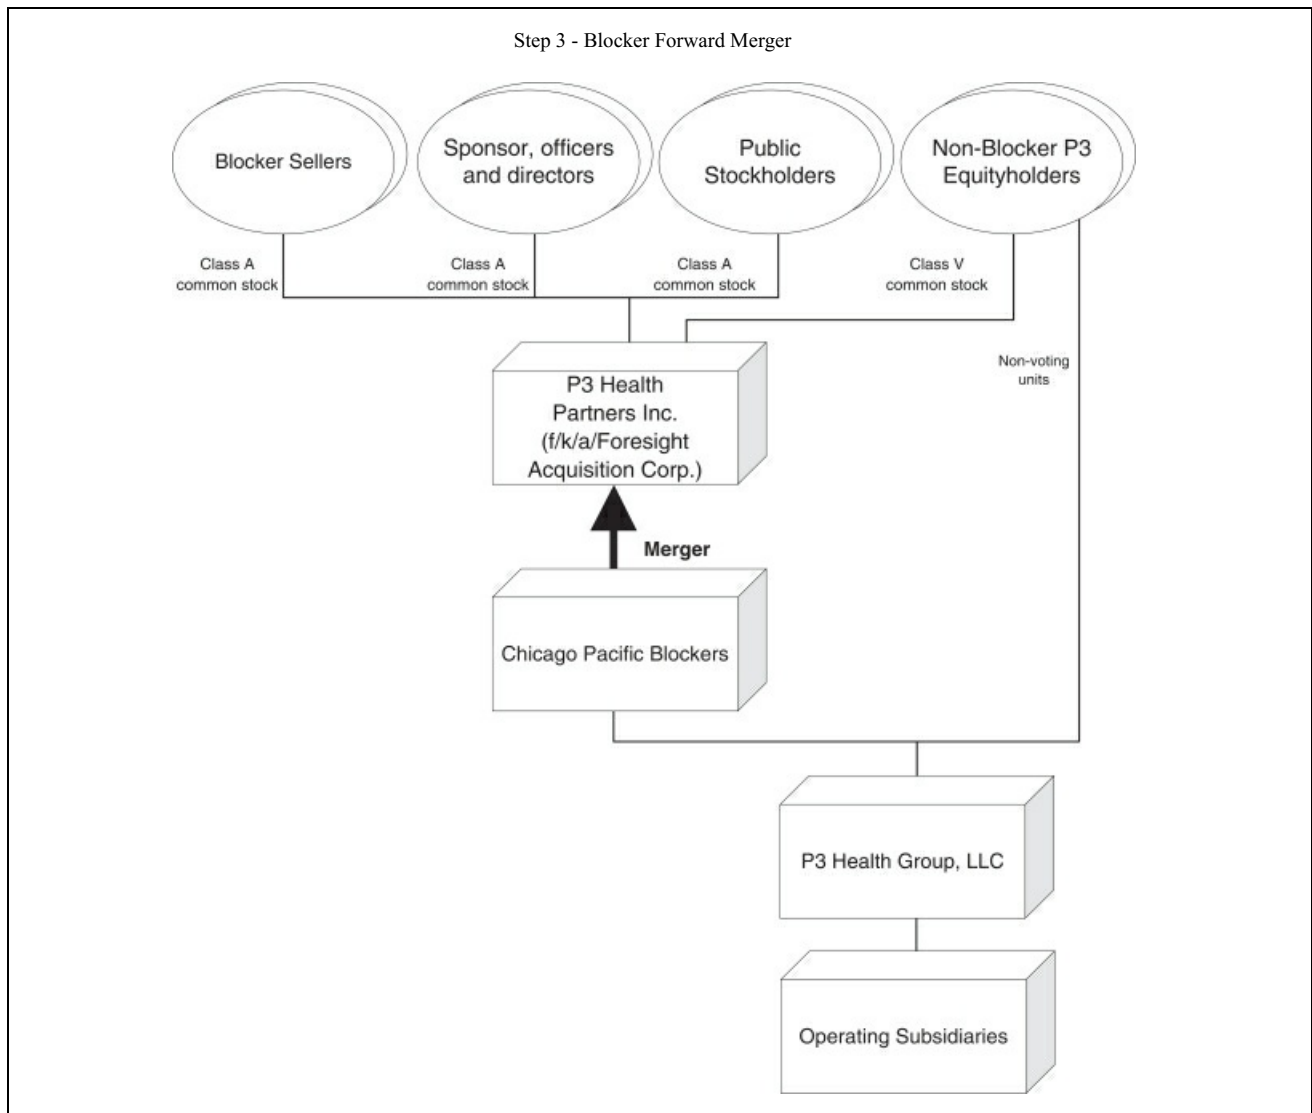 Step 3 - Blocker Forward Merger
Blocker Sellers
Sponsor, officers
and directors
Public
Stockholders
Non-Blocker P3
Equityholders
Class A
common stock
Class A
common stock
Class A
common stock
Class V
common stock
Non-voting
units
P3 Health
Partners Inc.
(f/k/a/Foresight
Acquisition Corp.)
Merger
Chicago Pacific Blockers
P3 Health Group, LLC
Operating Subsidiaries